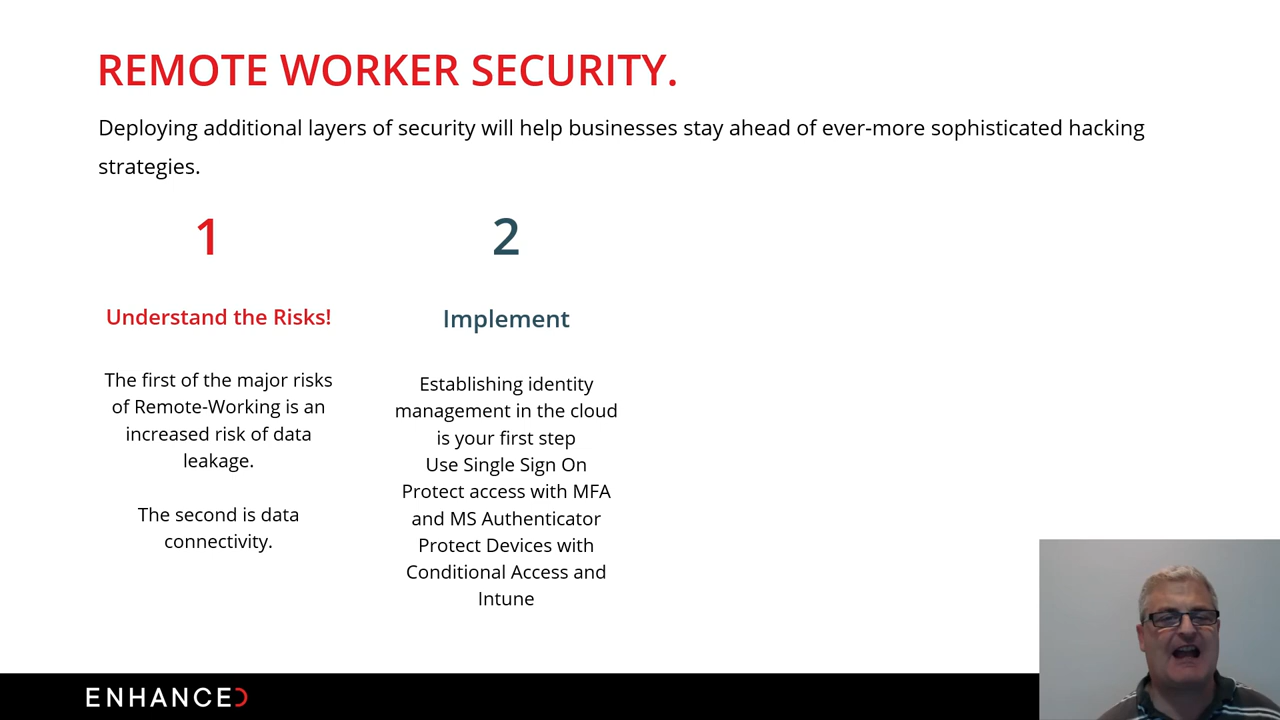 REMOTE WORKER SECURITY.
Deploying additional layers of security will help businesses stay ahead of ever-more sophisticated hacking
strategies.
1
Understand the Risks!
The first of the major risks
of Remote-Working is an
increased risk of data
leakage.
The second is data
connectivity.
2
Implement
Establishing identity
management in the cloud
is your first step
Use Single Sign On
Protect access with MFA
and MS Authenticator
Protect Devices with
Conditional Access and
Intune
ENHANCED